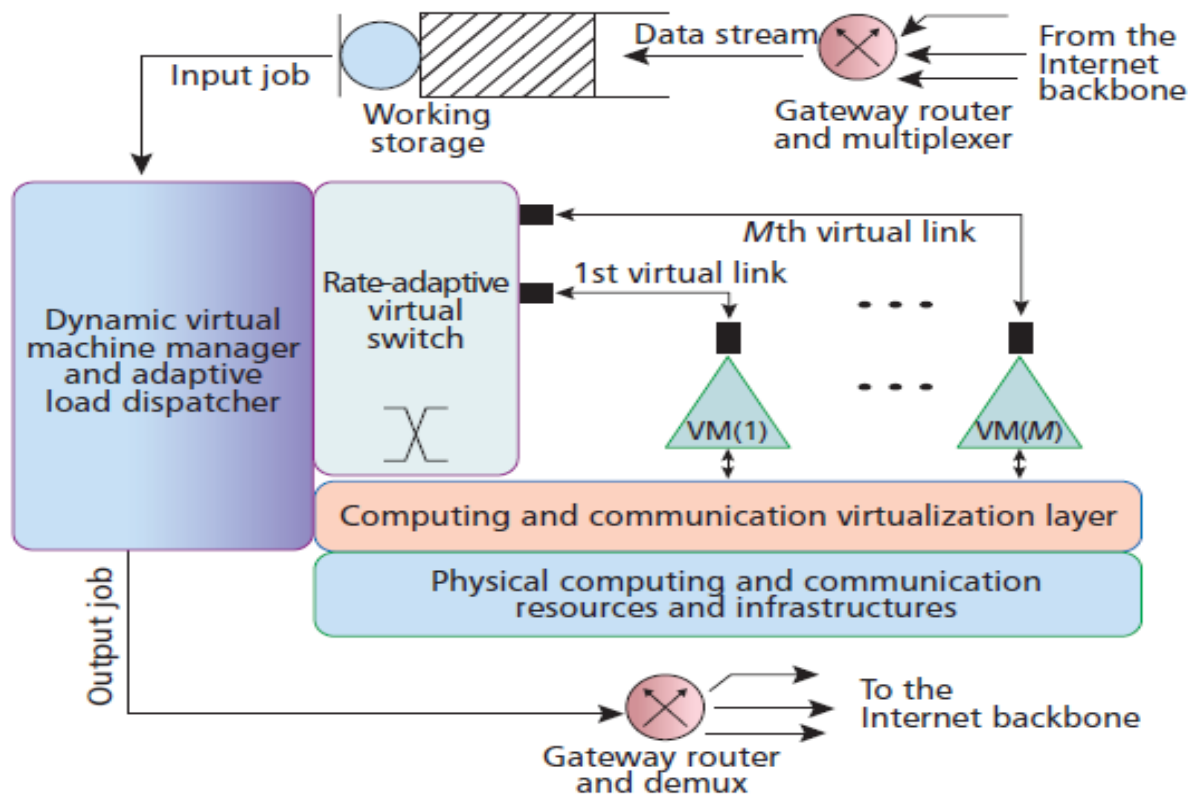 Data stream
From the
Internet
backbone
Input job
Working
storage
Gateway router
and multiplexer
Mth virtual link
1st virtual link
Rate-adaptive
virtual
switch
Dynamic virtual
machine manager
and adaptive
load dispatcher
VM(1)
VM(M)
Computing and communication virtualization layer
Physical computing and communication
resources and infrastructures
Output job
To the
Internet backbone
Gateway router
and demux